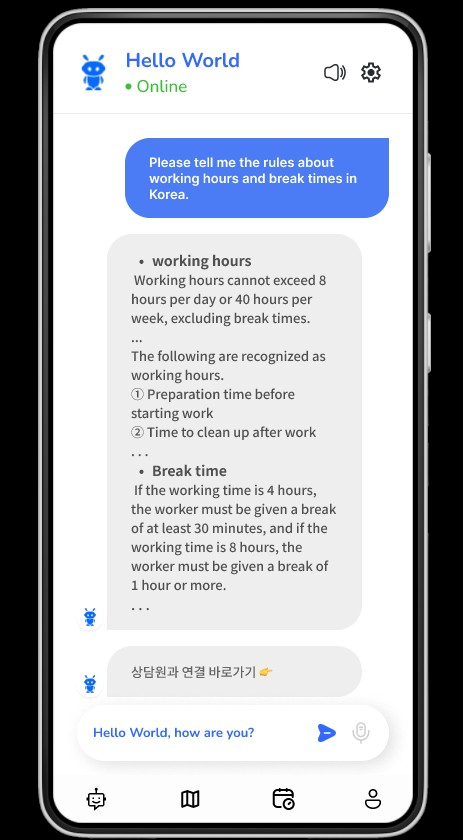 Hello World
• Online
Please tell me the rules about
working hours and break times in
Korea.
• working hours
Working hours cannot exceed 8
hours per day or 40 hours per
week, excluding break times.
...
The following are recognized as
working hours.
① Preparation time before
starting work
② Time to clean up after work
. . .
• Break time
If the working time is 4 hours,
the worker must be given a break
of at least 30 minutes, and if the
working time is 8 hours, the
worker must be given a break of
1 hour or more.
. . .
상담원과 연결 바로가기 👉
Hello World, how are you?